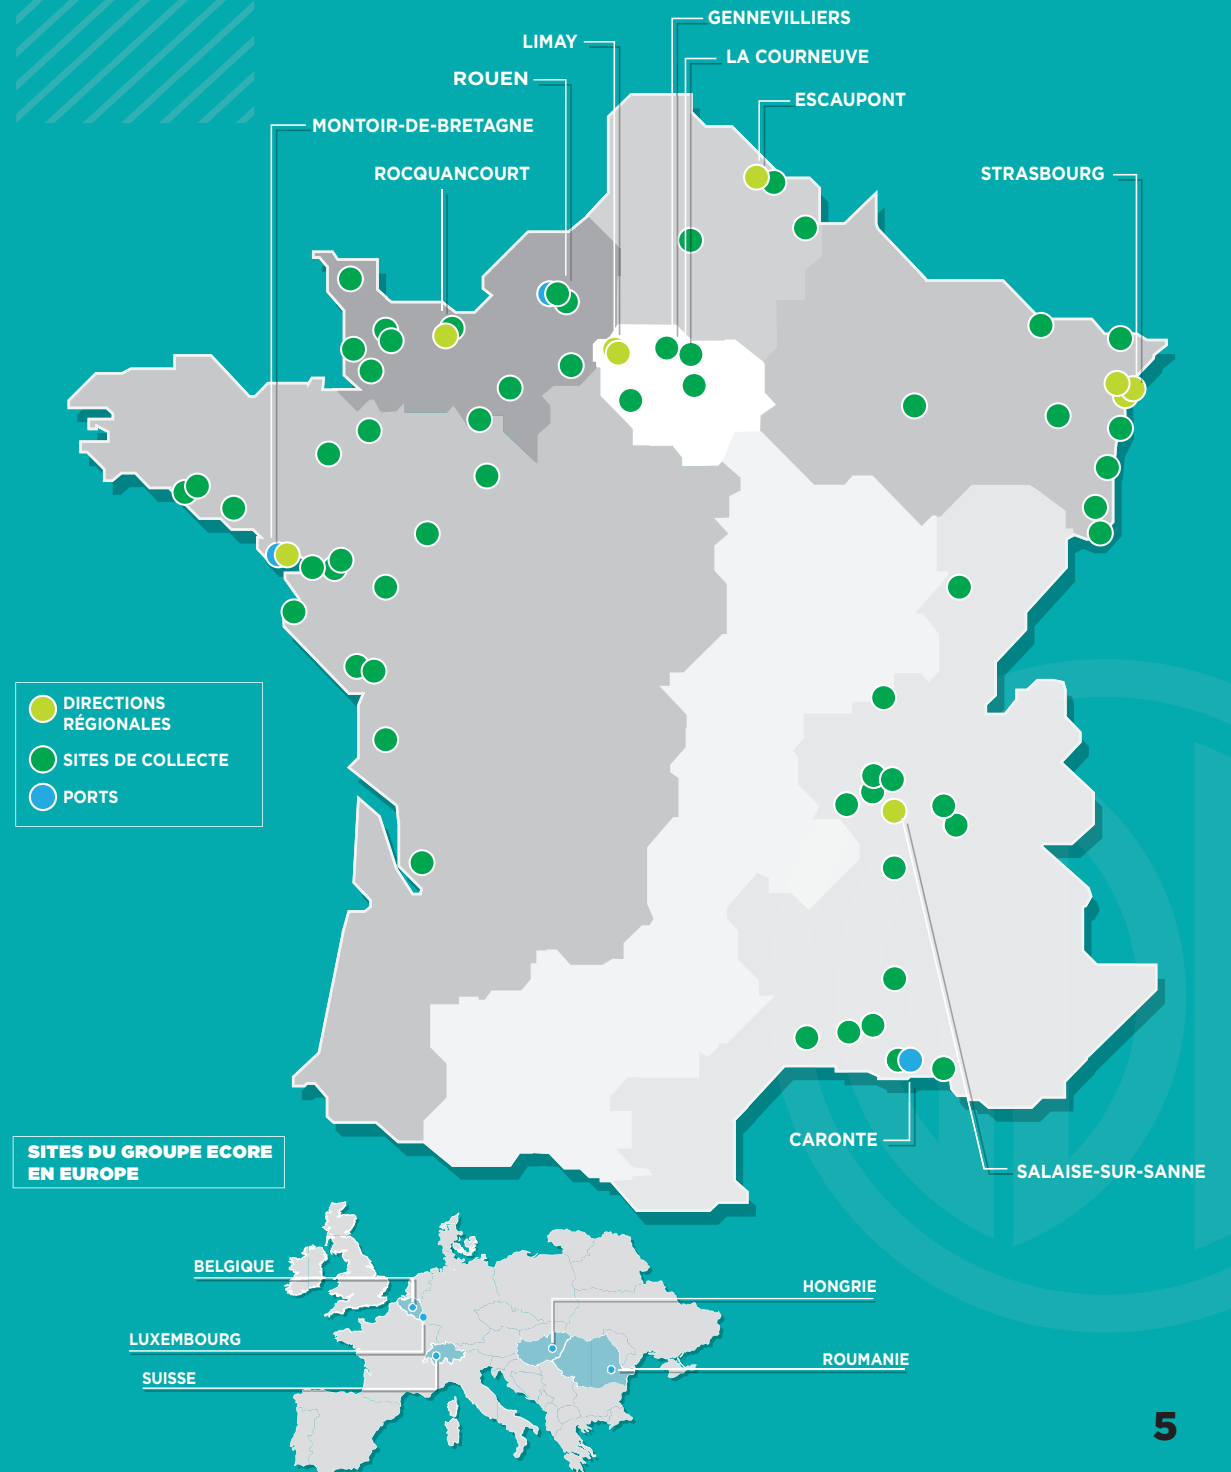 GENNEVILLIERS
LIMAY
LA COURNEUVE
ROUEN
ESCAUPONT
MONTOIR-DE-BRETAGNE
ROCQUANCOURT
STRASBOURG
DIRECTIONS
RÉGIONALES
SITES DE COLLECTE
PORTS
CARONTE
SALAISE-SUR-SANNE
SITES DU GROUPE ECORE
EN EUROPE
BELGIQUE
HONGRIE
LUXEMBOURG
ROUMANIE
SUISSE
5